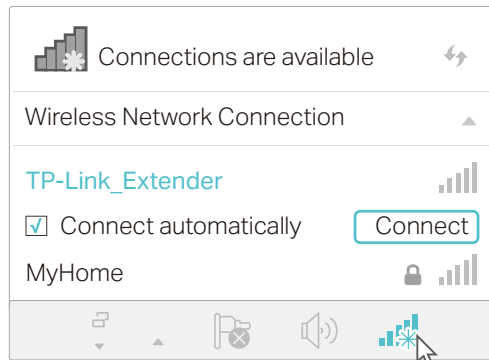 Connections are available
Wireless Network Connection
TP-Link_Extender
Connect automatically Connect
MyHome